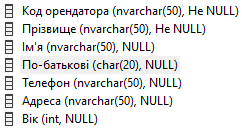 Код орендатора (nvarchar(50), Не NULL)
Прізвище (nvarchar(50), Не NULL)
Ім'я (nvarchar(50), NULL)
По-батькові (char(20), NULL)
Телефон (nvarchar(50), NULL)
Адреса (nvarchar(50), NULL)
Вік (int, NULL)